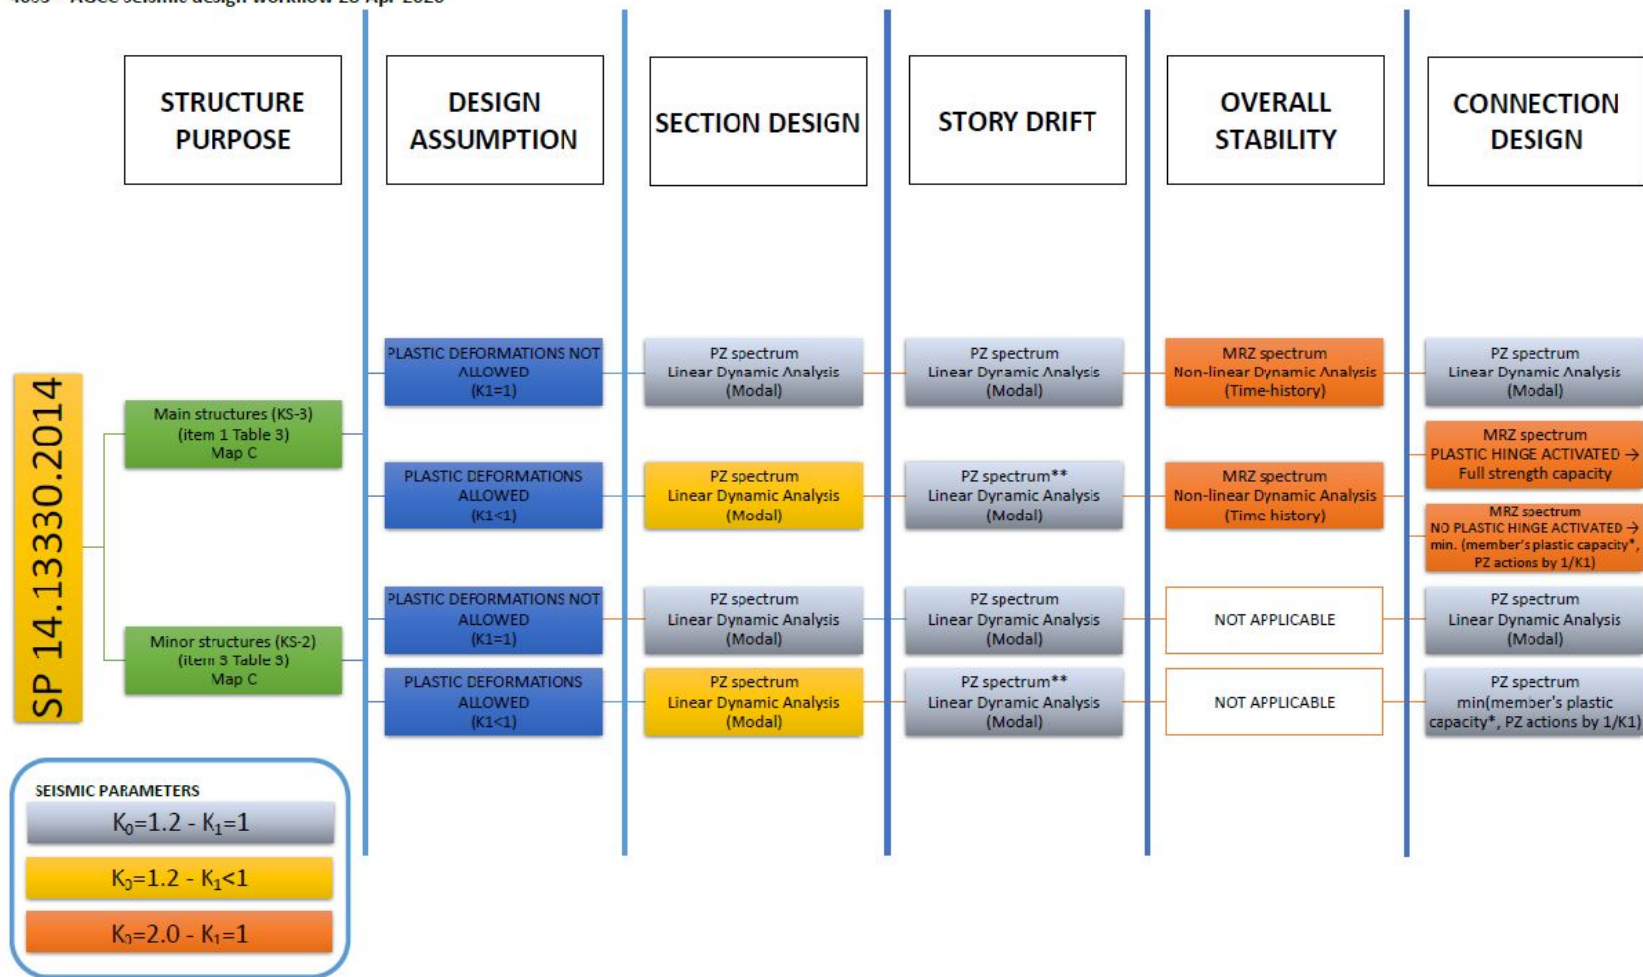 STRUCTURE
PURPOSE
DESIGN
ASSUMPTION
SECTION DESIGN
STORY DRIFT
OVERALL
STABILITY
CONNECTION
DESIGN
SP 14.13330.2014
Main structures (KS-3)
(item 1 Table 3)
Map C
Minor structures (KS-2)
(item 3 Table 3)
Map C
PLASTIC DEFORMATIONS NOT
ALLOWED
(K1=1)
PZ spectrum
Linear Dynamic Analysis
(Modal)
PZ spectrum
Linear Dynamic Analysis
(Modal)
MRZ spectrum
Non-linear Dynamic Analysis
(Time-history)
PZ spectrum
Linear Dynamic Analysis
(Modal)
PLASTIC DEFORMATIONS
ALLOWED
(K1<1)
PZ spectrum
Linear Dynamic Analysis
(Modal)
PZ spectrum**
Linear Dynamic Analysis
(Modal)
MRZ spectrum
Non-linear Dynamic Analysis
(Time history)
MRZ spectrum
PLASTIC HINGE ACTIVATED →
Full strength capacity
MRZ spectrum
NO PLASTIC HINGE ACTIVATED →
min. (member's plastic capacity*,
PZ actions by 1/K1)
PLASTIC DEFORMATIONS NOT
ALLOWED
(K1=1)
PZ spectrum
Linear Dynamic Analysis
(Modal)
PZ spectrum
Linear Dynamic Analysis
(Modal)
NOT APPLICABLE
PZ spectrum
Linear Dynamic Analysis
(Modal)
PLASTIC DEFORMATIONS
ALLOWED
(K1<1)
PZ spectrum
Linear Dynamic Analysis
(Modal)
PZ spectrum**
Linear Dynamic Analysis
(Modal)
NOT APPLICABLE
PZ spectrum
min(member's plastic
capacity*, PZ actions by 1/K1)
SEISMIC PARAMETERS
K₀=1.2 - K₁=1
K₀=1.2 - K₁<1
K₀=2.0 - K₁=1